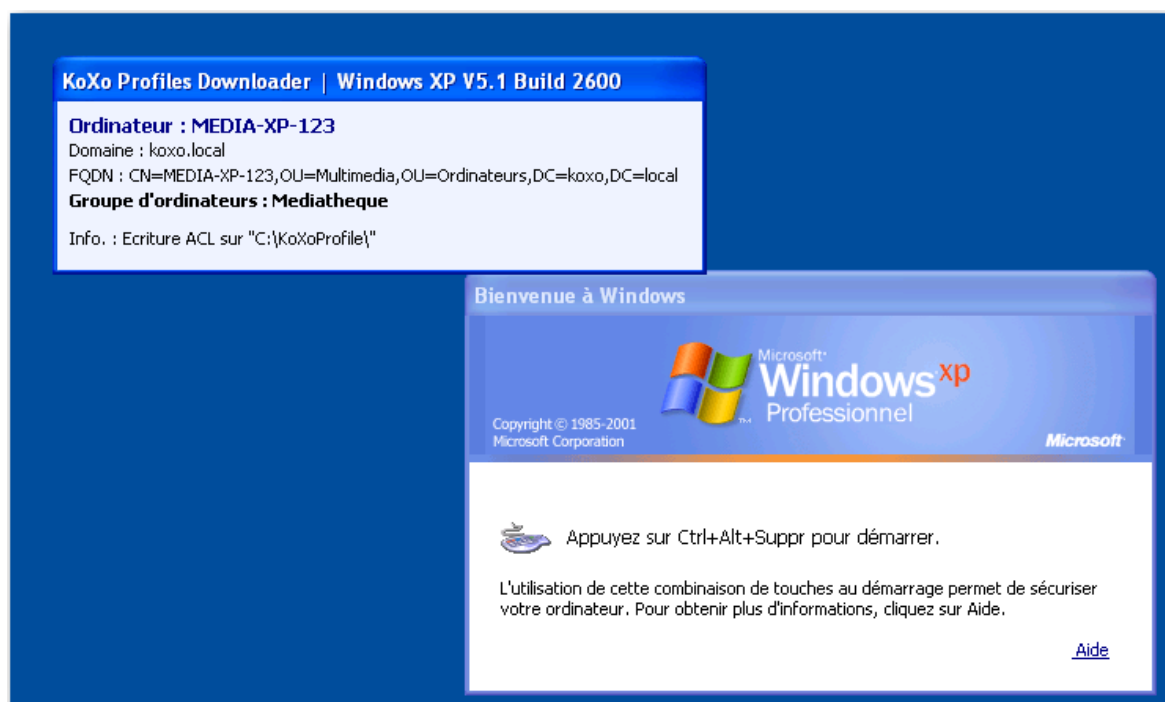 KoXo Profiles Downloader | Windows XP V5.1 Build 2600
Ordinateur : MEDIA-XP-123
Domaine : koxo.local
FQDN : CN=MEDIA-XP-123,OU=Multimedia,OU=Ordinateurs,DC=koxo,DC=local
Groupe d'ordinateurs : Mediatheque
Info. : Ecriture ACL sur "C:\KoXoProfile\"
Bienvenue à Windows
Microsoft®
Windows xp
Professionnel
TM
Copyright © 1985-2001
Microsoft Corporation
Microsoft®
Appuyez sur Ctrl+Alt+Suppr pour démarrer.
L'utilisation de cette combinaison de touches au démarrage permet de sécuriser
votre ordinateur. Pour obtenir plus d'informations, cliquez sur Aide.
Aide